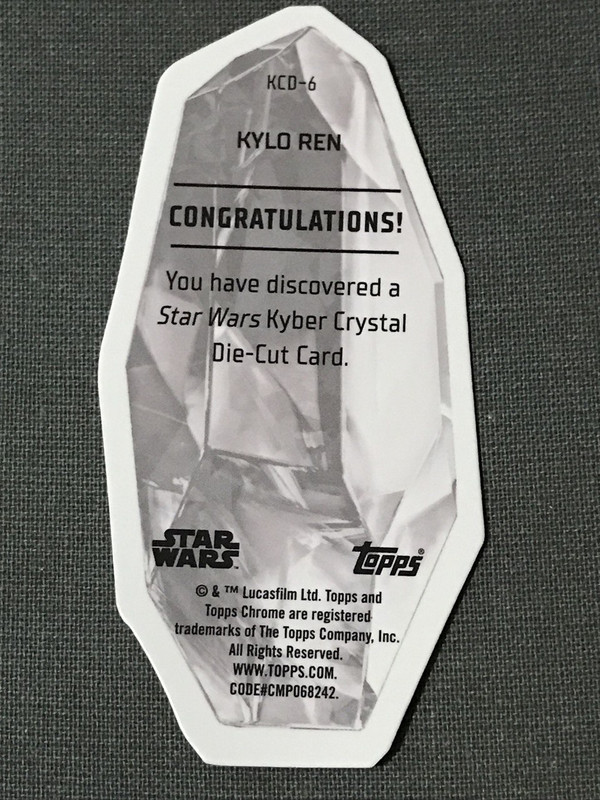 KCD-6
KYLO REN
CONGRATULATIONS!
You have discovered a
Star Wars Kyber Crystal
Die-Cut Card.
STAR
WARS™
topps®
© & ™ Lucasfilm Ltd. Topps and
Topps Chrome are registered
trademarks of The Topps Company, Inc.
All Rights Reserved.
WWW.TOPPS.COM.
CODE#CMP068242.